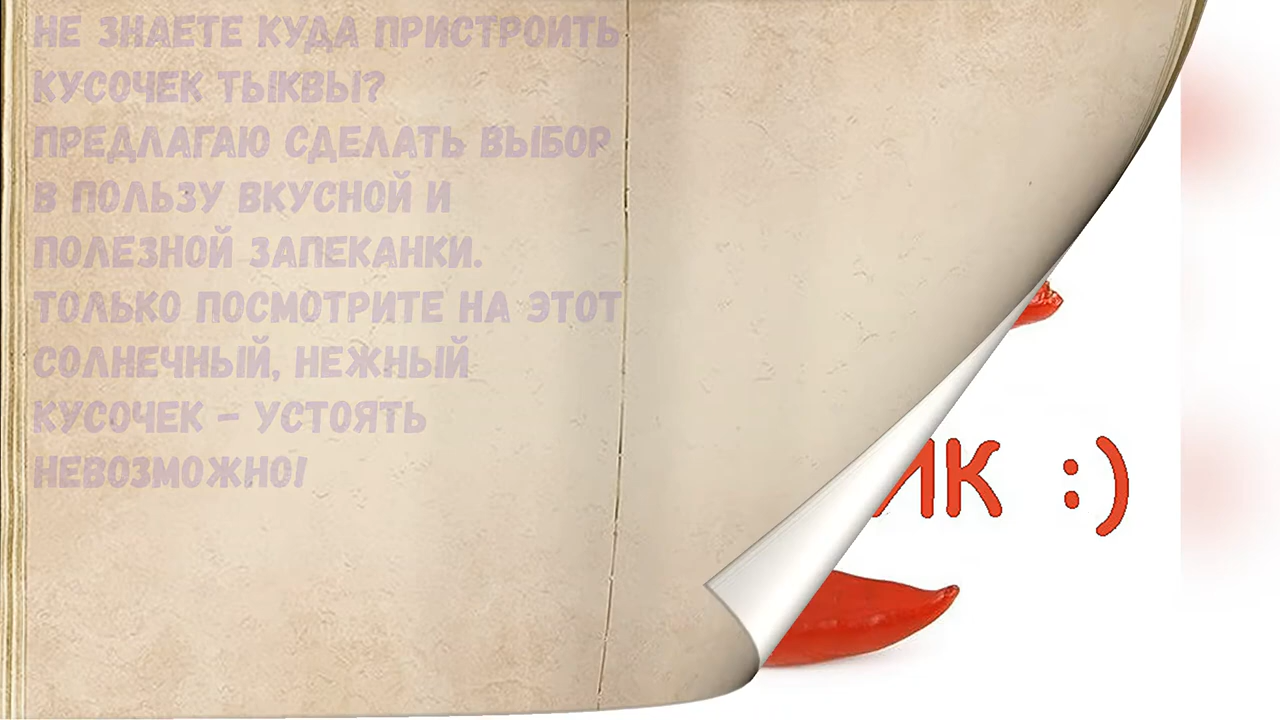 НЕ ЗНАЕТЕ КУДА ПРИСТРОИТЬ
КУСОЧЕК ТЫКВЫ?
ПРЕДЛАГАЮ СДЕЛАТЬ ВЫБОР
В ПОЛЬЗУ ВКУСНОЙ И
ПОЛЕЗНОЙ ЗАПЕКАНКИ.
ТОЛЬКО ПОСМОТРИТЕ НА ЭТОТ
СОЛНЕЧНЫЙ, НЕЖНЫЙ
КУСОЧЕК – УСТОЯТЬ
НЕВОЗМОЖНО!
ИК :)